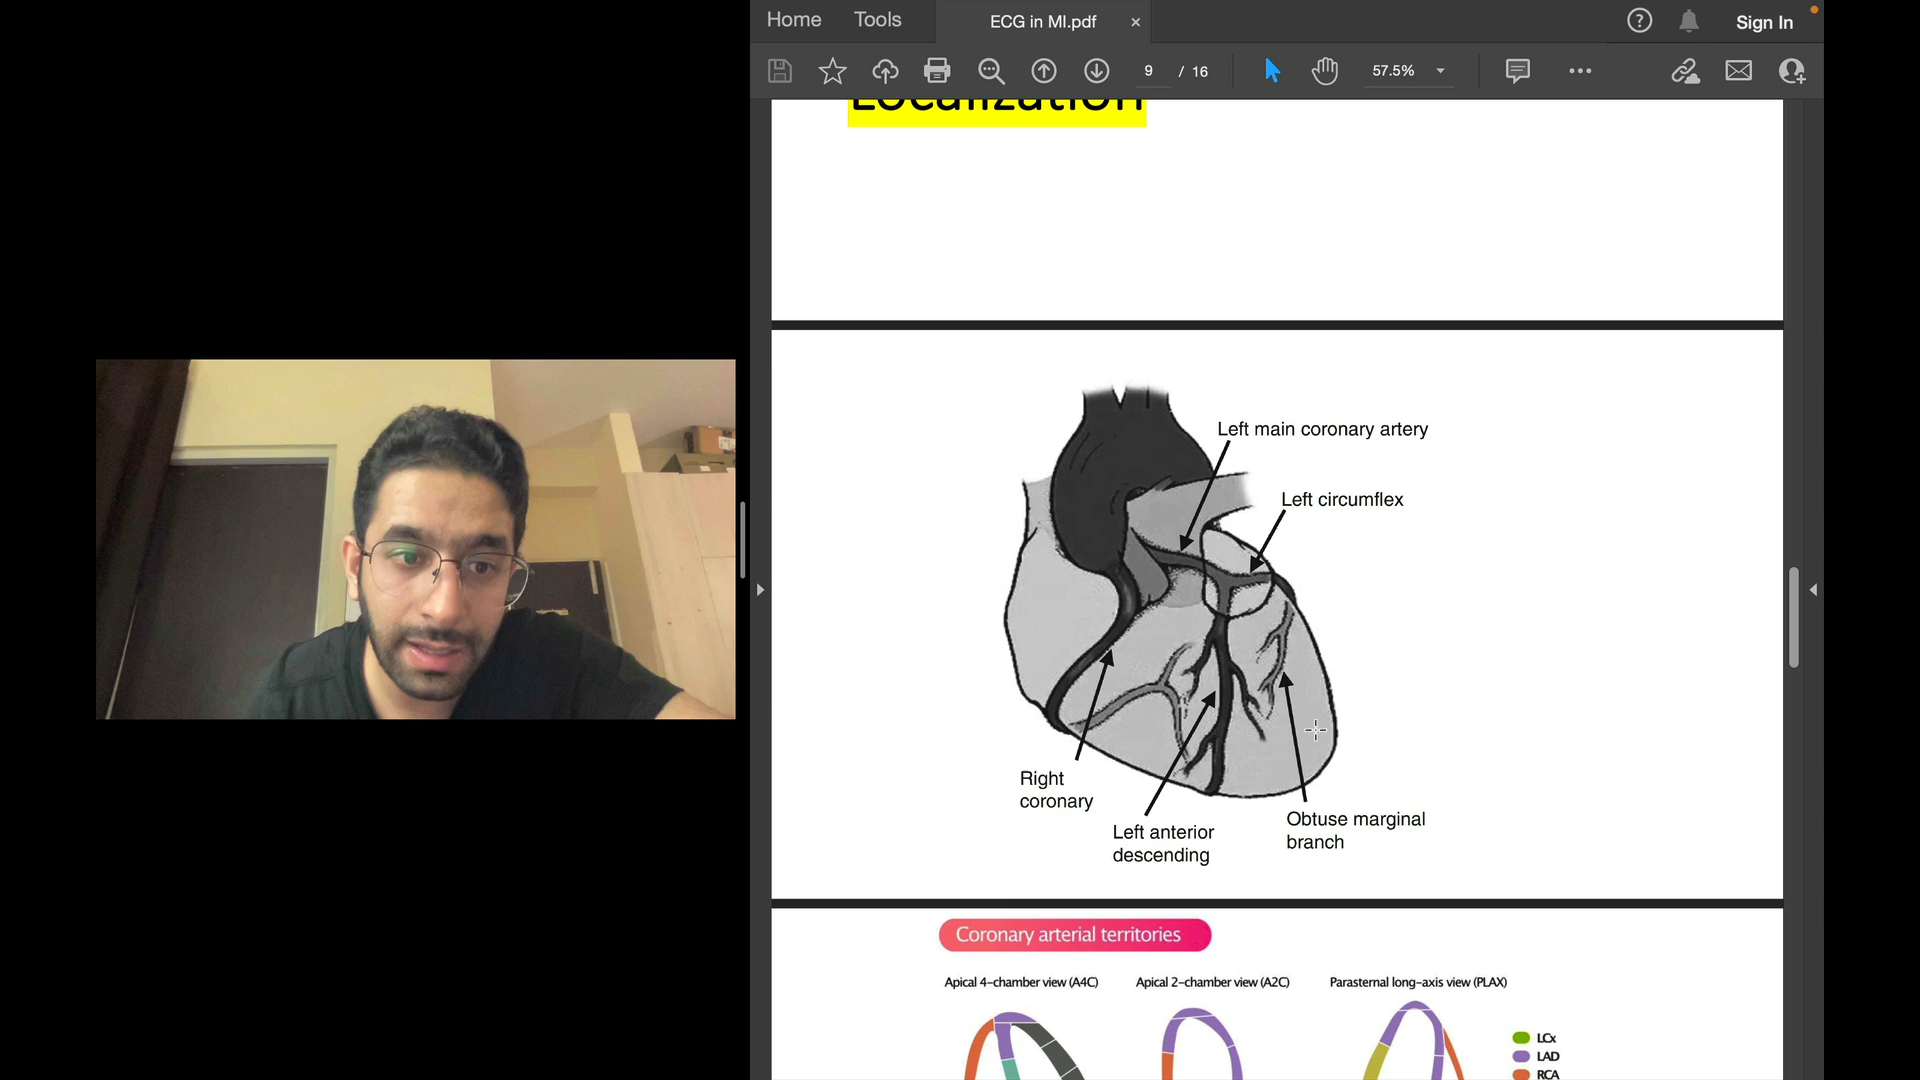 Home
Tools
ECG in MI.pdf
Sign In
9 / 16
57.5%
Localization
Left main coronary artery
Left circumflex
Right
coronary
Left anterior
descending
Obtuse marginal
branch
Coronary arterial territories
Apical 4-chamber view (A4C)
Apical 2-chamber view (A2C)
Parasternal long-axis view (PLAX)
LCx
LAD
RCA